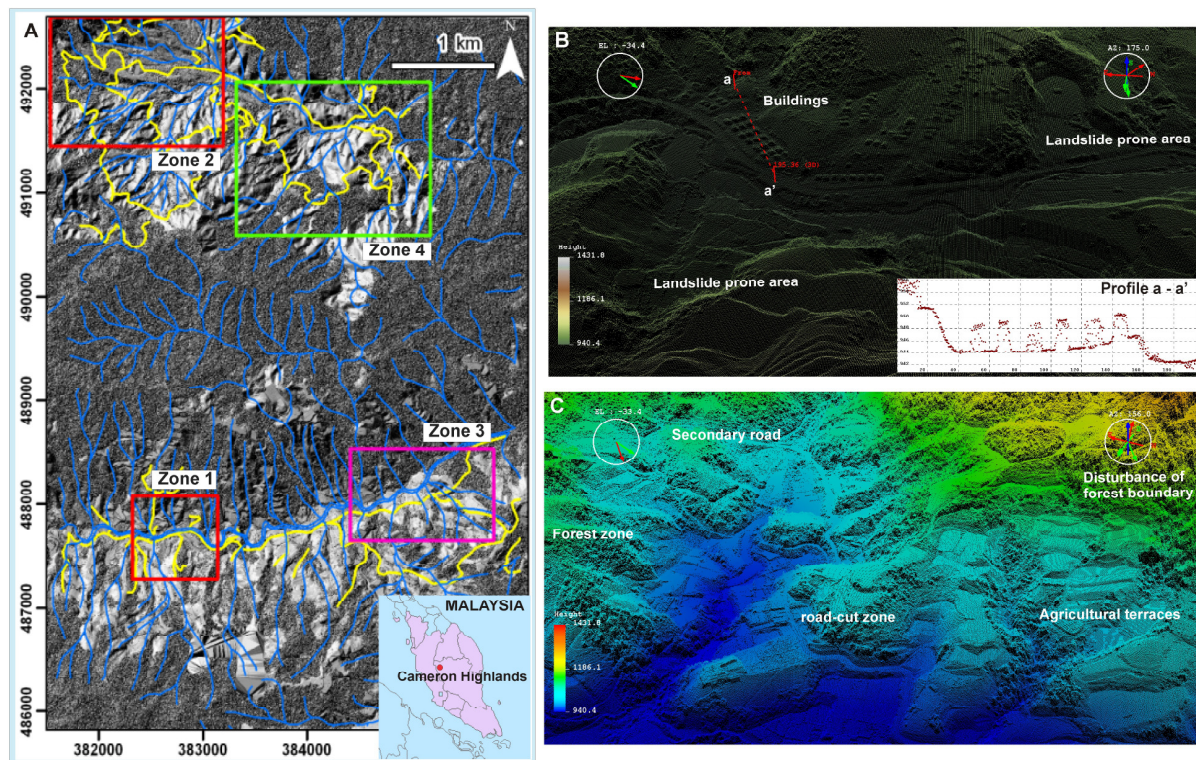 A
N
1 km
Zone 2
Zone 4
Zone 3
Zone 1
492000
491000
490000
489000
488000
487000
486000
382000
383000
384000
MALAYSIA
Cameron Highlands
B
EL : -34.4
AZ: 175.0
a
Buildings
Landslide prone area
a'
Landslide prone area
Height
1431.8
1186.1
940.4
Profile a - a'
C
EL : -33.4
Secondary road
Disturbance of
forest boundary
Forest zone
road-cut zone
Agricultural terraces
Height
1431.8
1186.1
940.4